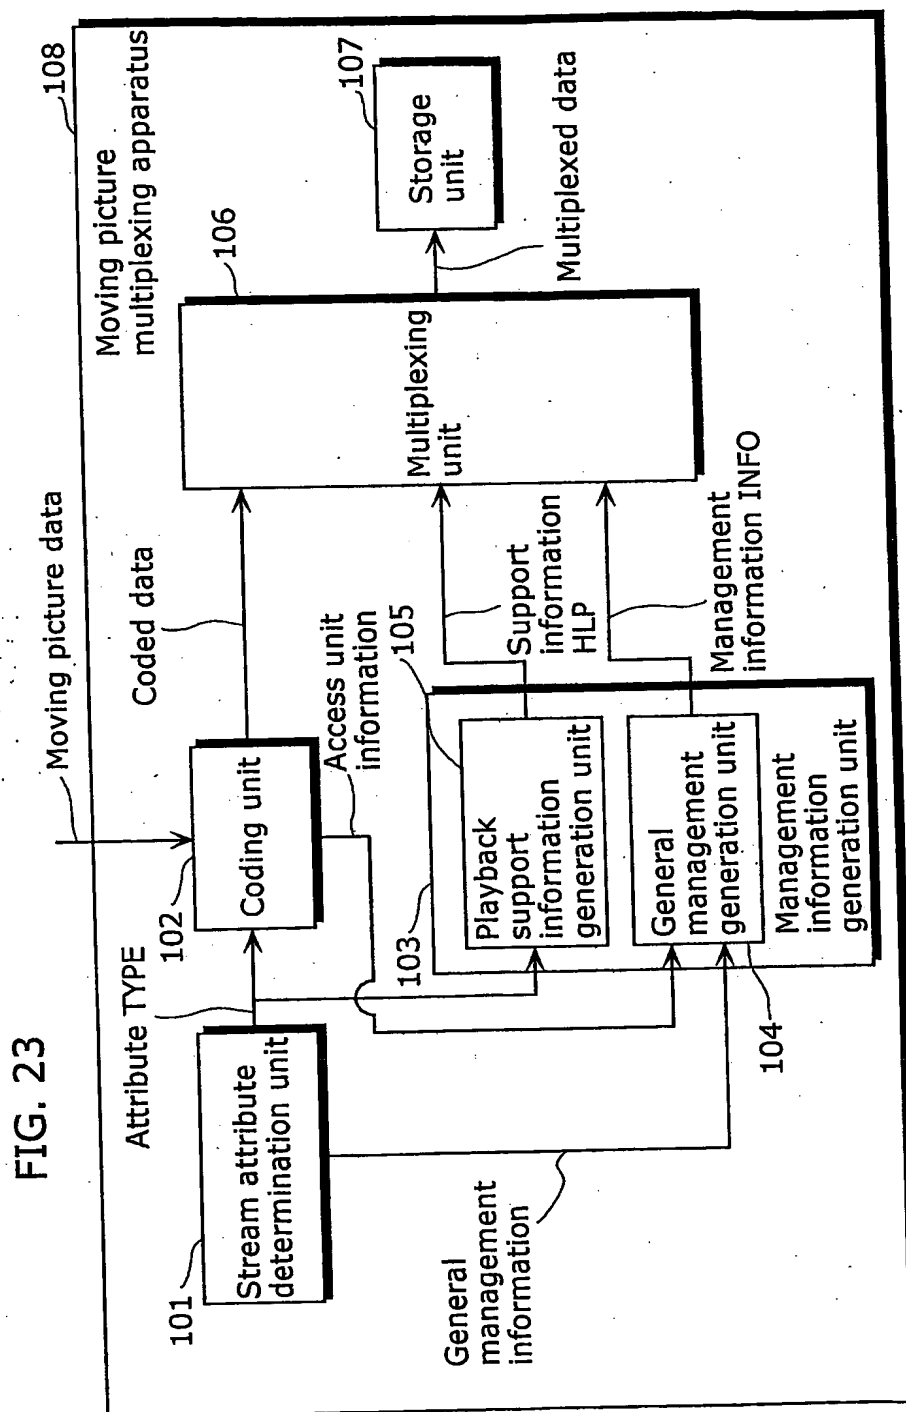 FIG. 23
108
Moving picture
multiplexing apparatus
Moving picture data
101
Stream attribute
determination unit
Attribute TYPE
102
Coding unit
Coded data
Access unit
information
General
management
information
103
105
Playback
support
information
generation unit
General
management
generation unit
104
Management
information
generation unit
Support
information
HLP
Management
information INFO
106
Multiplexing
unit
Multiplexed data
107
Storage
unit